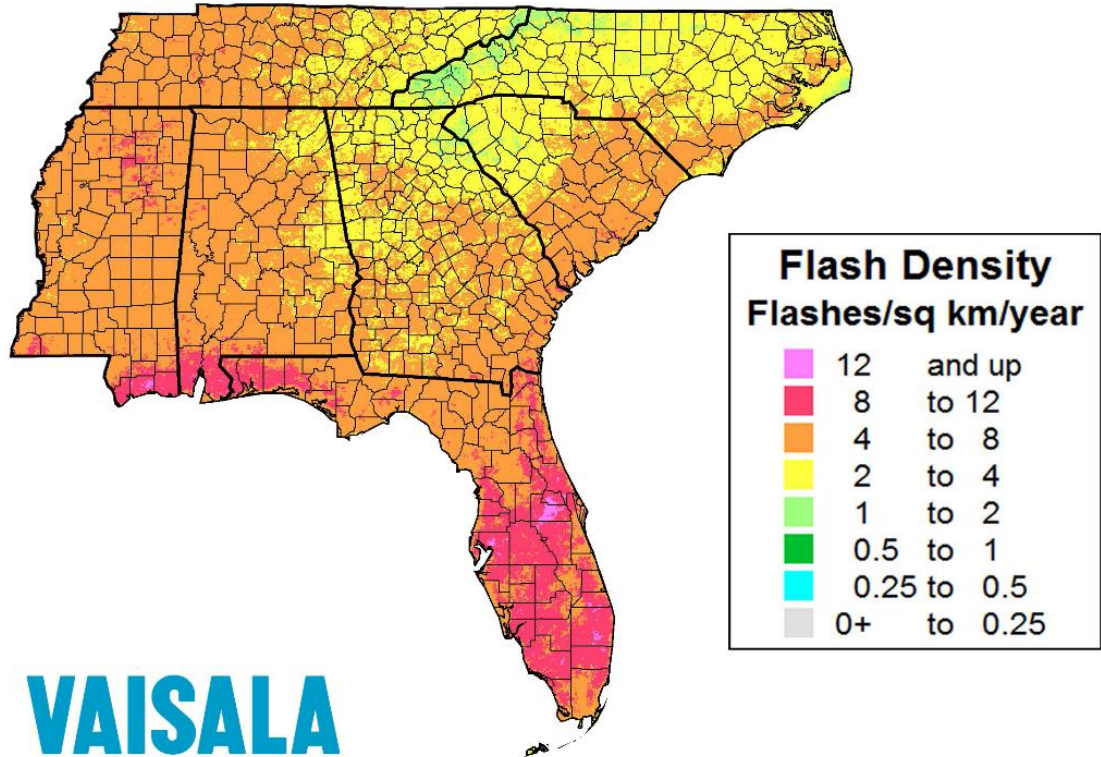 Flash Density
Flashes/sq km/year
12 and up
8 to 12
4 to 8
2 to 4
1 to 2
0.5 to 1
0.25 to 0.5
0+ to 0.25
VAISALA